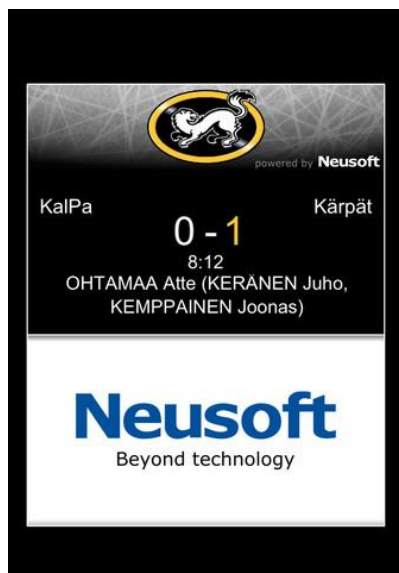 powered by Neusoft
KalPa Kärpät
0 - 1
8:12
OHTAMAA Atte (KERÄNEN Juho,
KEMPPAINEN Joonas)
Neusoft
Beyond technology